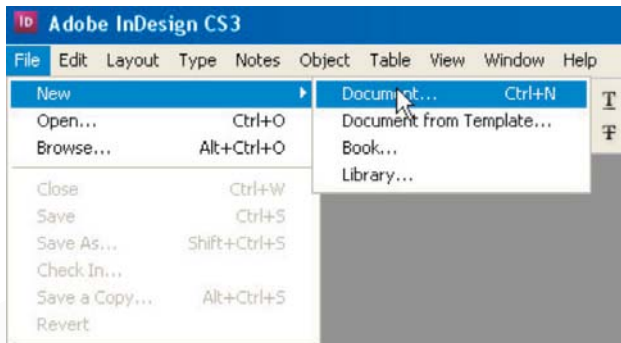 ID Adobe InDesign CS3
File Edit Layout Type Notes Object Table View Window Help
New
Open... Ctrl+O
Browse... Alt+Ctrl+O
Close Ctrl+W
Save Ctrl+S
Save As... Shift+Ctrl+S
Check In...
Save a Copy... Alt+Ctrl+S
Revert
Document... Ctrl+N
Document from Template...
Book...
Library...
T
T